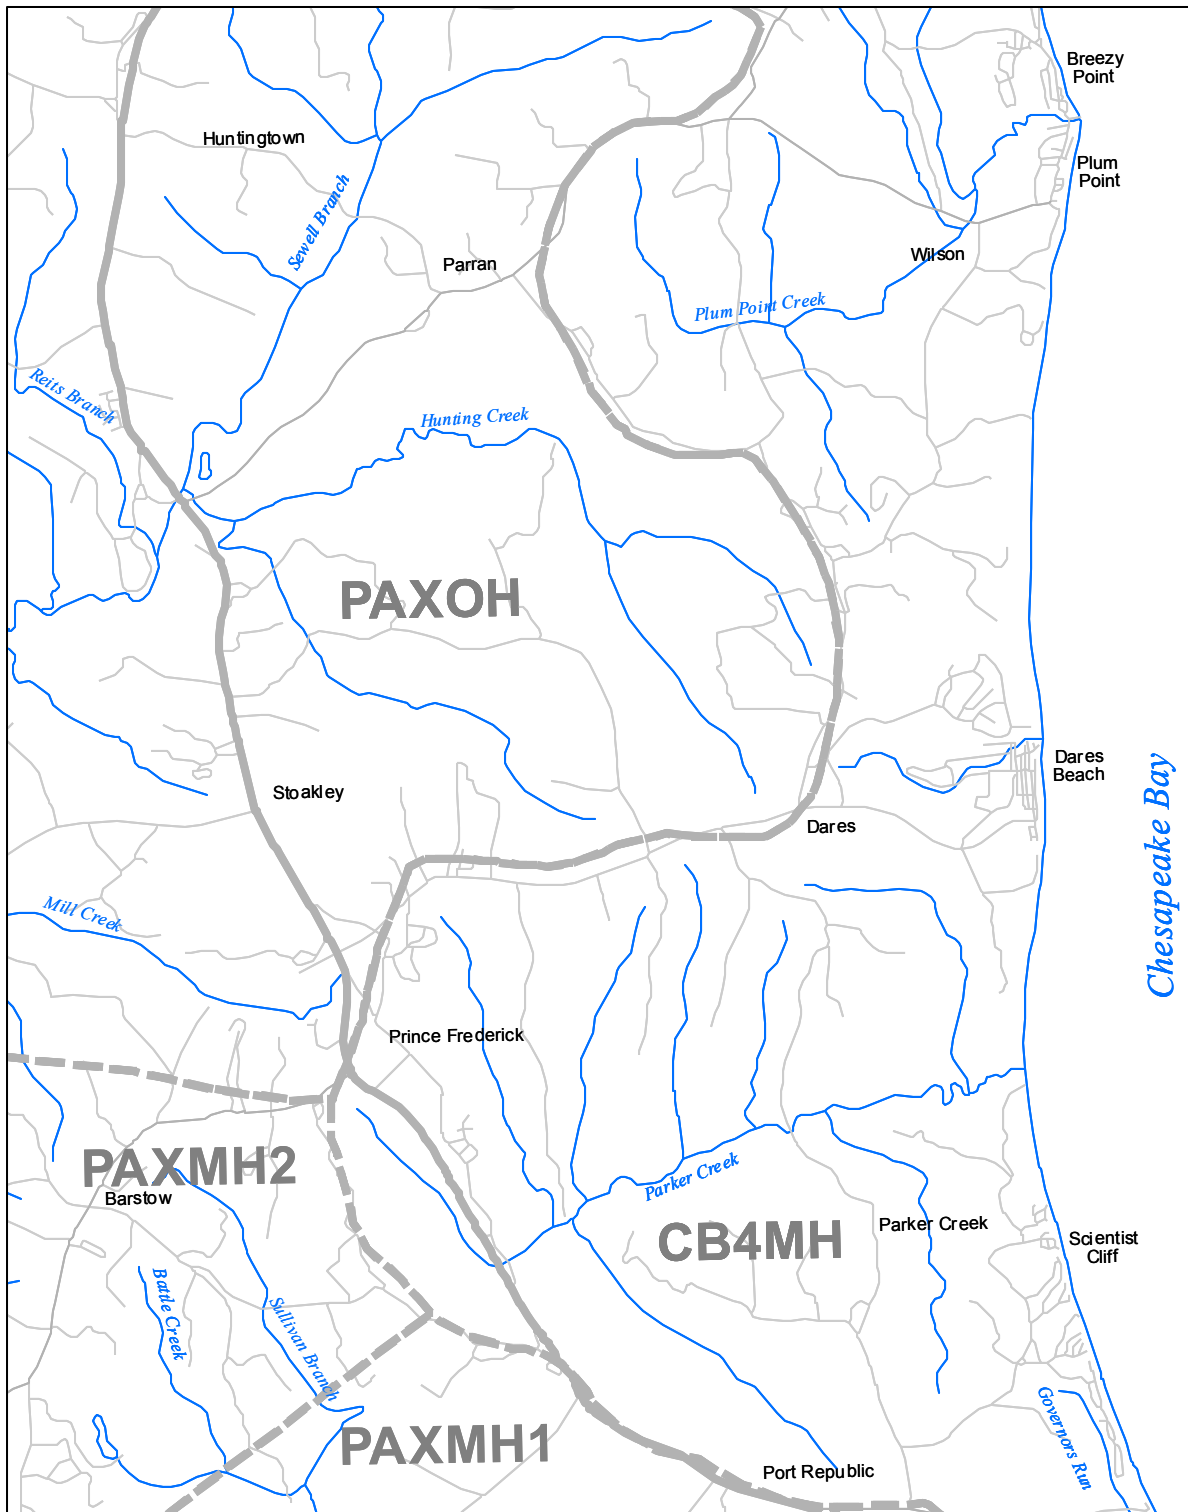 Breezy
Point
Huntingtown
Plum
Point
Sewell Branch
Wilson
Parran
Plum Point Creek
Reits Branch
Hunting Creek
PAXOH
Dares
Beach
Stoakley
Dares
Chesapeake Bay
Mill Creek
Prince Frederick
PAXMH2
Barstow
Parker Creek
CB4MH
Parker Creek
Scientist
Cliff
Battle Creek
Sullivan Branch
Governors Run
PAXMH1
Port Republic